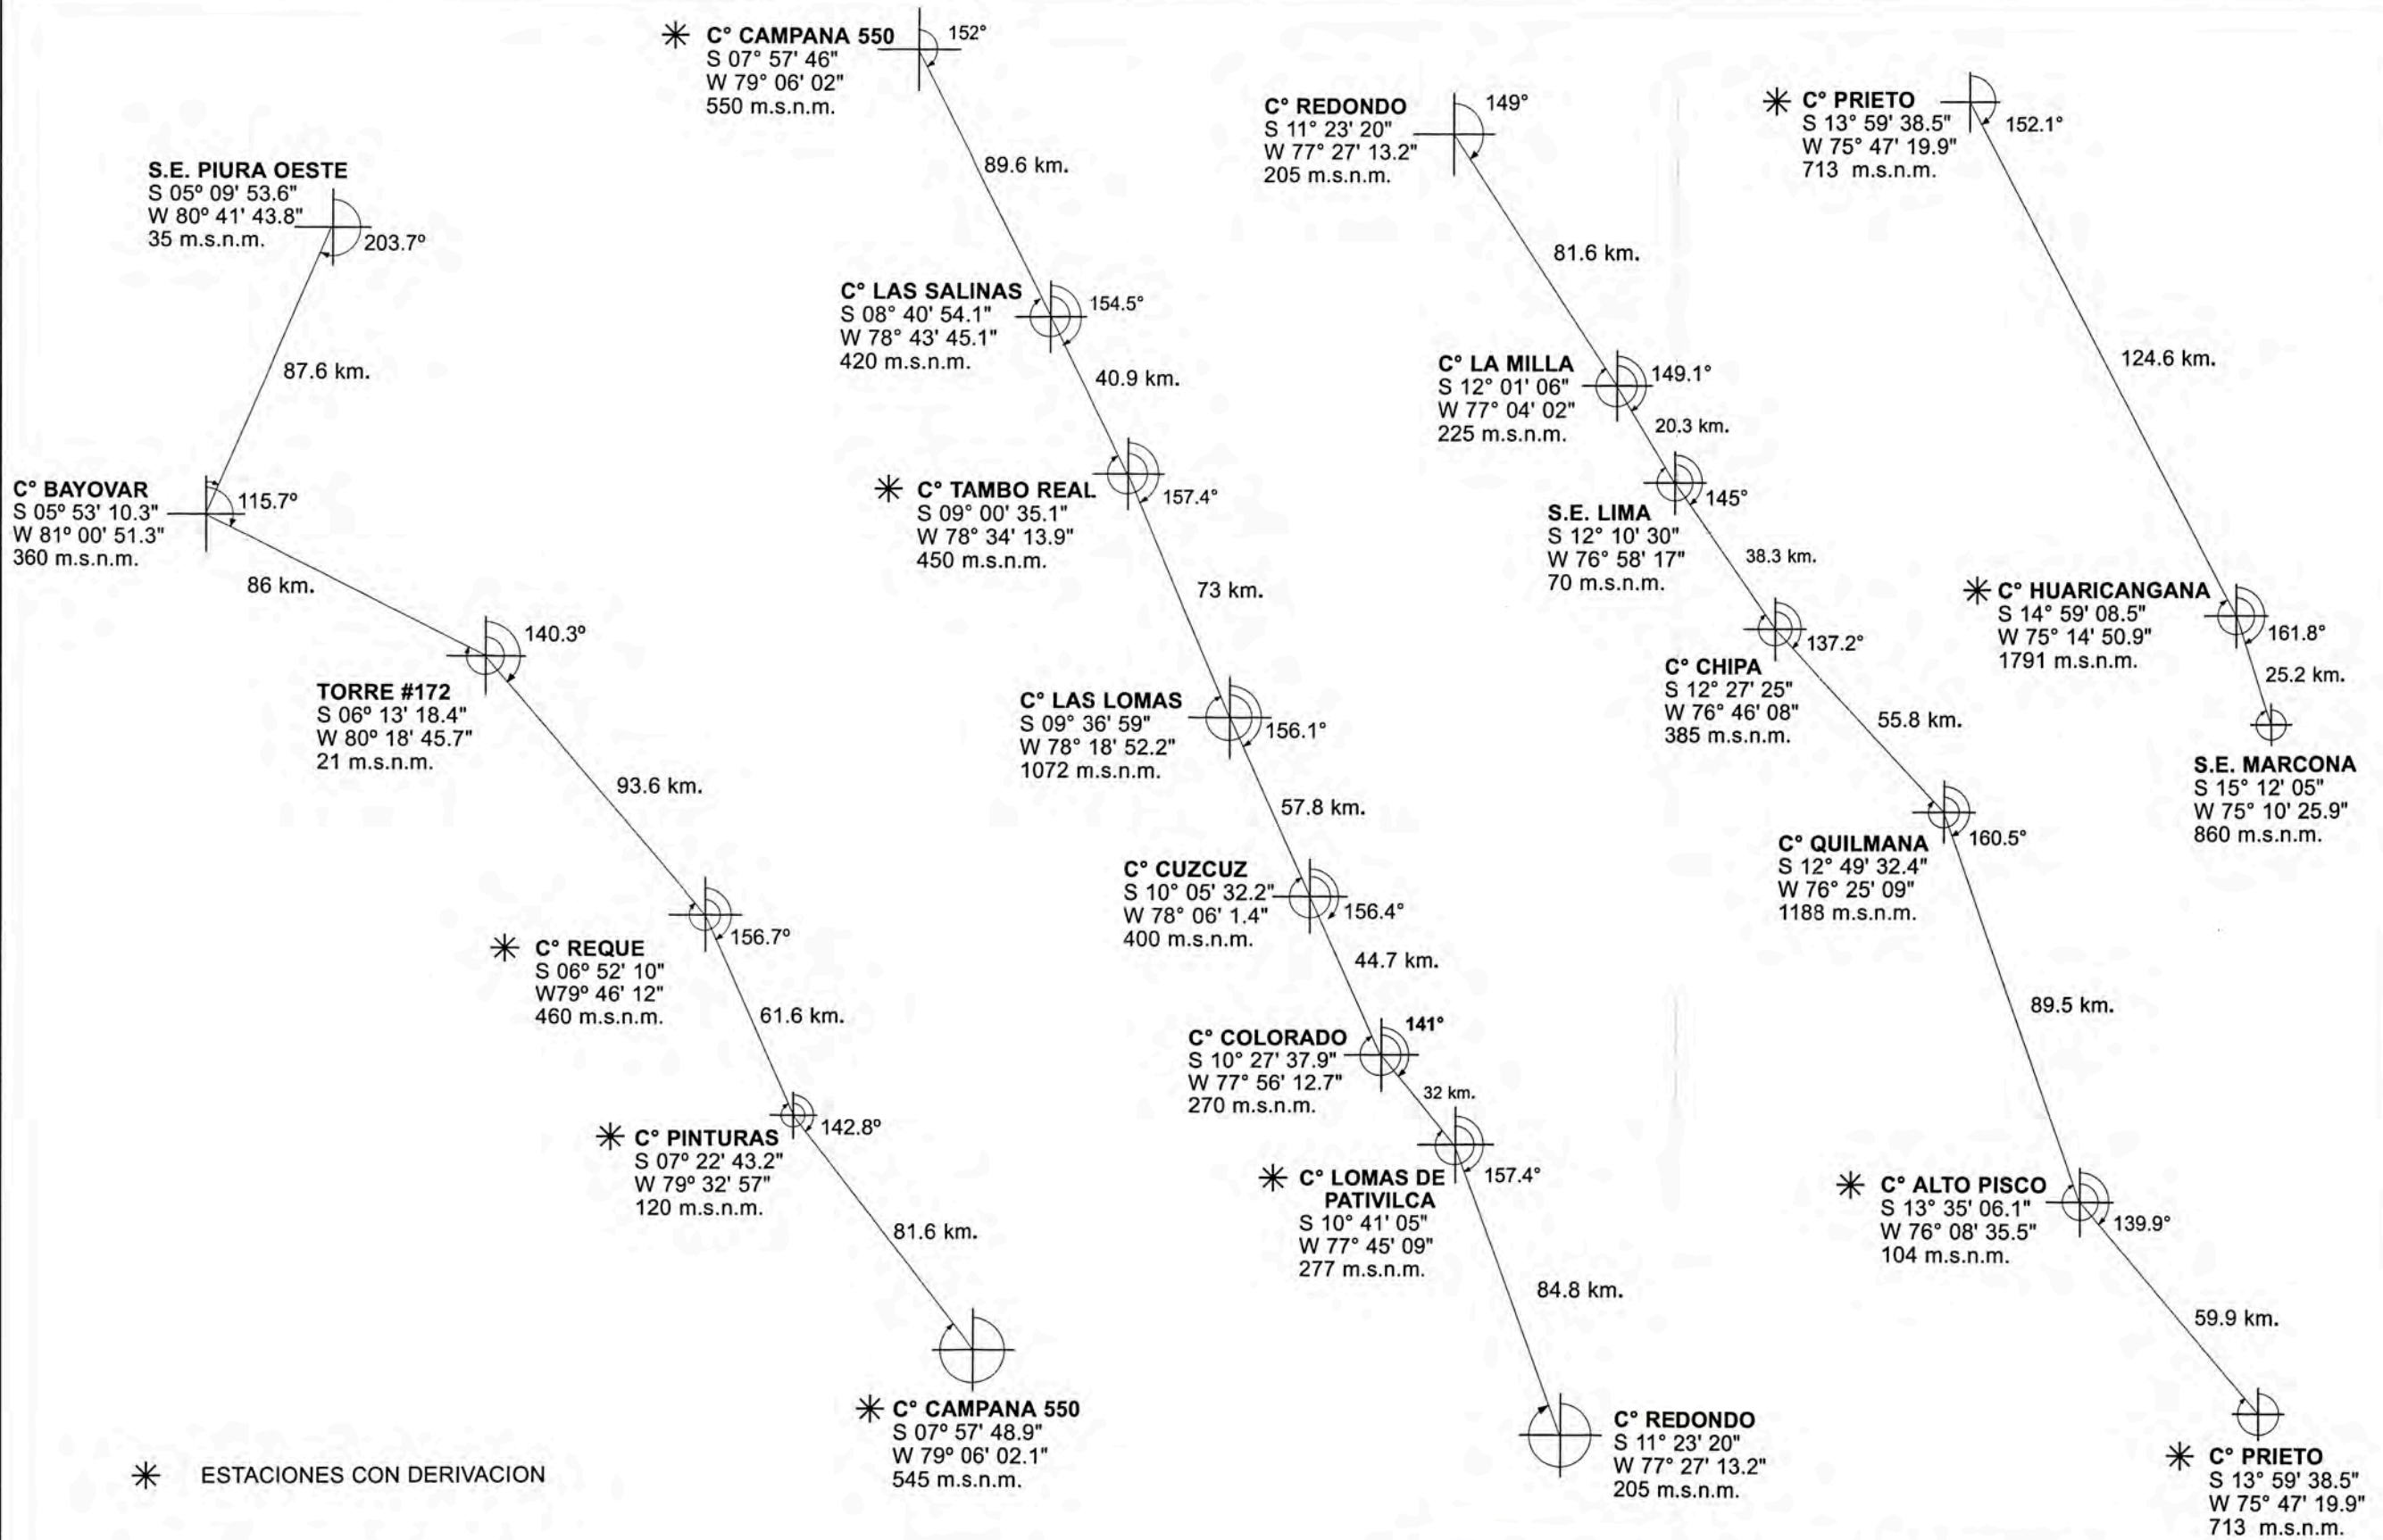 S.E. PIURA OESTE
S 05º 09' 53.6"
W 80º 41' 43.8"
35 m.s.n.m.
203.7º
87.6 km.
C° BAYOVAR
S 05º 53' 10.3"
W 81º 00' 51.3"
360 m.s.n.m.
115.7º
86 km.
140.3º
TORRE #172
S 06º 13' 18.4"
W 80º 18' 45.7"
21 m.s.n.m.
93.6 km.
156.7º
✳ C° REQUE
S 06º 52' 10"
W79º 46' 12"
460 m.s.n.m.
61.6 km.
142.8º
✳ C° PINTURAS
S 07º 22' 43.2"
W 79º 32' 57"
120 m.s.n.m.
81.6 km.
✳ C° CAMPANA 550
S 07° 57' 48.9"
W 79° 06' 02.1"
545 m.s.n.m.
✳ ESTACIONES CON DERIVACION
✳ C° CAMPANA 550
S 07° 57' 46"
W 79° 06' 02"
550 m.s.n.m.
152°
89.6 km.
C° LAS SALINAS
S 08° 40' 54.1"
W 78° 43' 45.1"
420 m.s.n.m.
154.5°
40.9 km.
✳ C° TAMBO REAL
S 09° 00' 35.1"
W 78° 34' 13.9"
450 m.s.n.m.
157.4°
73 km.
C° LAS LOMAS
S 09° 36' 59"
W 78° 18' 52.2"
1072 m.s.n.m.
156.1°
57.8 km.
C° CUZCUZ
S 10° 05' 32.2"
W 78° 06' 1.4"
400 m.s.n.m.
156.4°
44.7 km.
C° COLORADO
S 10° 27' 37.9"
W 77° 56' 12.7"
270 m.s.n.m.
141°
32 km.
✳ C° LOMAS DE
PATIVILCA
S 10° 41' 05"
W 77° 45' 09"
277 m.s.n.m.
157.4°
84.8 km.
C° REDONDO
S 11° 23' 20"
W 77° 27' 13.2"
205 m.s.n.m.
C° REDONDO
S 11° 23' 20"
W 77° 27' 13.2"
205 m.s.n.m.
149°
81.6 km.
C° LA MILLA
S 12° 01' 06"
W 77° 04' 02"
225 m.s.n.m.
149.1°
20.3 km.
S.E. LIMA
S 12° 10' 30"
W 76° 58' 17"
70 m.s.n.m.
145°
38.3 km.
C° CHIPA
S 12° 27' 25"
W 76° 46' 08"
385 m.s.n.m.
137.2°
55.8 km.
C° QUILMANA
S 12° 49' 32.4"
W 76° 25' 09"
1188 m.s.n.m.
160.5°
89.5 km.
✳ C° ALTO PISCO
S 13° 35' 06.1"
W 76° 08' 35.5"
104 m.s.n.m.
139.9°
59.9 km.
✳ C° PRIETO
S 13° 59' 38.5"
W 75° 47' 19.9"
713 m.s.n.m.
✳ C° PRIETO
S 13° 59' 38.5"
W 75° 47' 19.9"
713 m.s.n.m.
152.1°
124.6 km.
✳ C° HUARICANGANA
S 14° 59' 08.5"
W 75° 14' 50.9"
1791 m.s.n.m.
161.8°
25.2 km.
S.E. MARCONA
S 15° 12' 05"
W 75° 10' 25.9"
860 m.s.n.m.